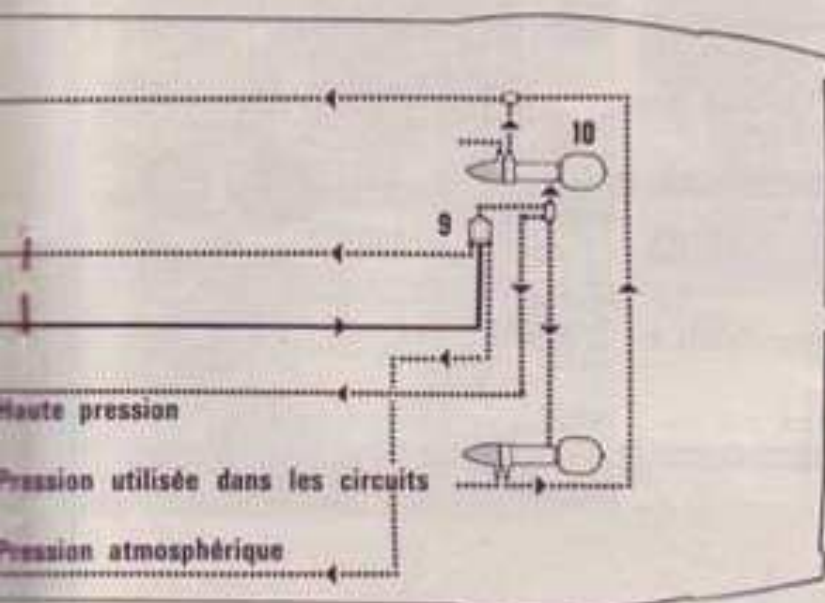 10
9
Haute pression
Pression utilisée dans les circuits
Pression atmosphérique